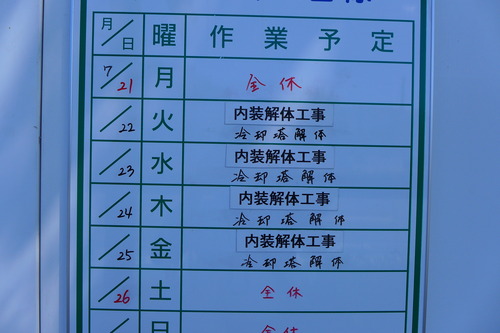 月/日 曜 作業予定
7/21 月 全休
/22 火 内装解体工事
冷却塔解体
/23 水 内装解体工事
冷却塔解体
/24 木 内装解体工事
冷却塔解体
/25 金 内装解体工事
冷却塔解体
/26 土 全休
日 全休